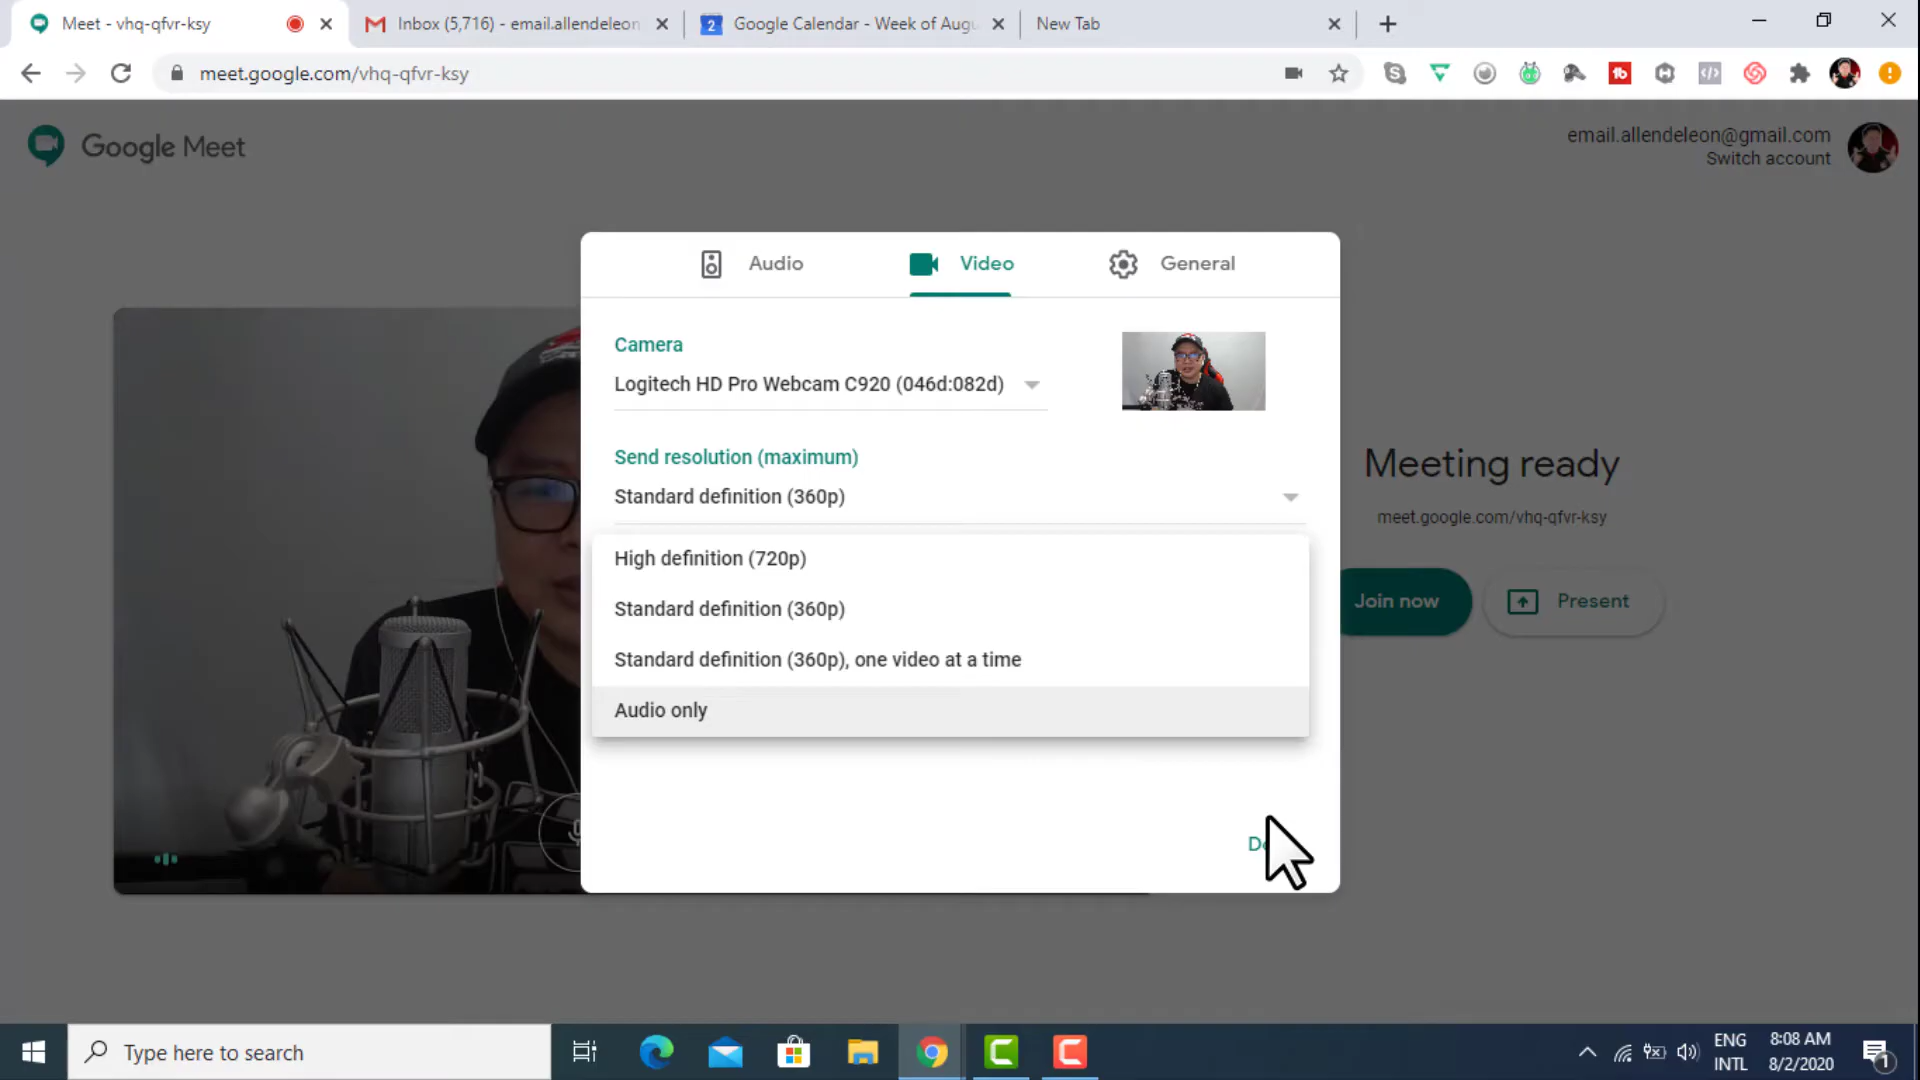 Meet - vhq-qfvr-ksy
Inbox (5,716) - email.allendeleon
Google Calendar - Week of Augu
New Tab
meet.google.com/vhq-qfvr-ksy
Google Meet
email.allendeleon@gmail.com
Switch account
Audio
Video
General
Camera
Logitech HD Pro Webcam C920 (046d:082d)
Send resolution (maximum)
Standard definition (360p)
High definition (720p)
Standard definition (360p)
Standard definition (360p), one video at a time
Audio only
Meeting ready
meet.google.com/vhq-qfvr-ksy
Join now
Present
Type here to search
ENG
INTL
8:08 AM
8/2/2020
1